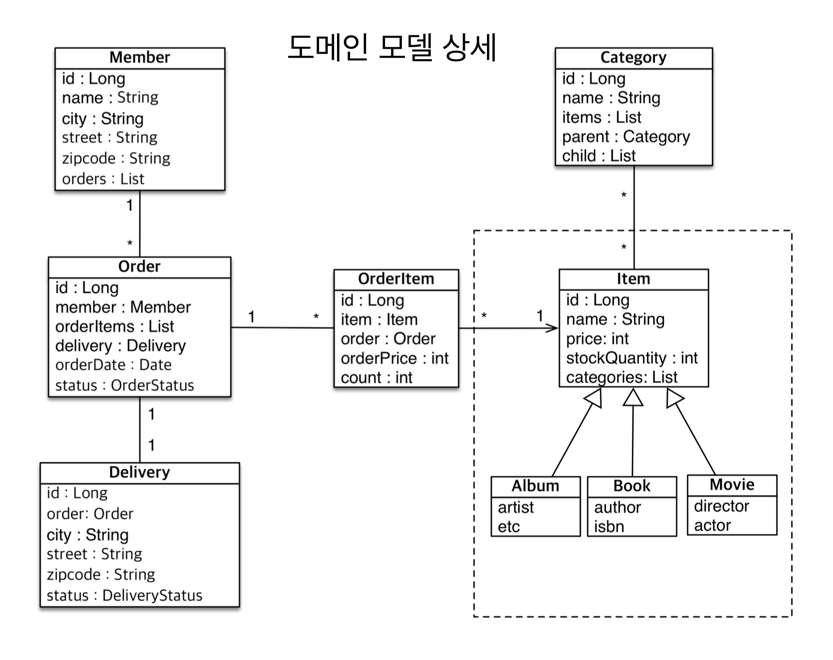 도메인 모델 상세
Member
id : Long
name : String
city : String
street : String
zipcode : String
orders : List
Category
id : Long
name : String
items : List
parent : Category
child : List
1
*
*
*
Order
id : Long
member : Member
orderItems : List
delivery : Delivery
orderDate : Date
status : OrderStatus
1
*
OrderItem
id : Long
item : Item
order : Order
orderPrice : int
count : int
*
1
Item
id : Long
name : String
price: int
stockQuantity : int
categories: List
1
1
Delivery
id : Long
order: Order
city : String
street : String
zipcode : String
status : DeliveryStatus
Album
artist
etc
Book
author
isbn
Movie
director
actor